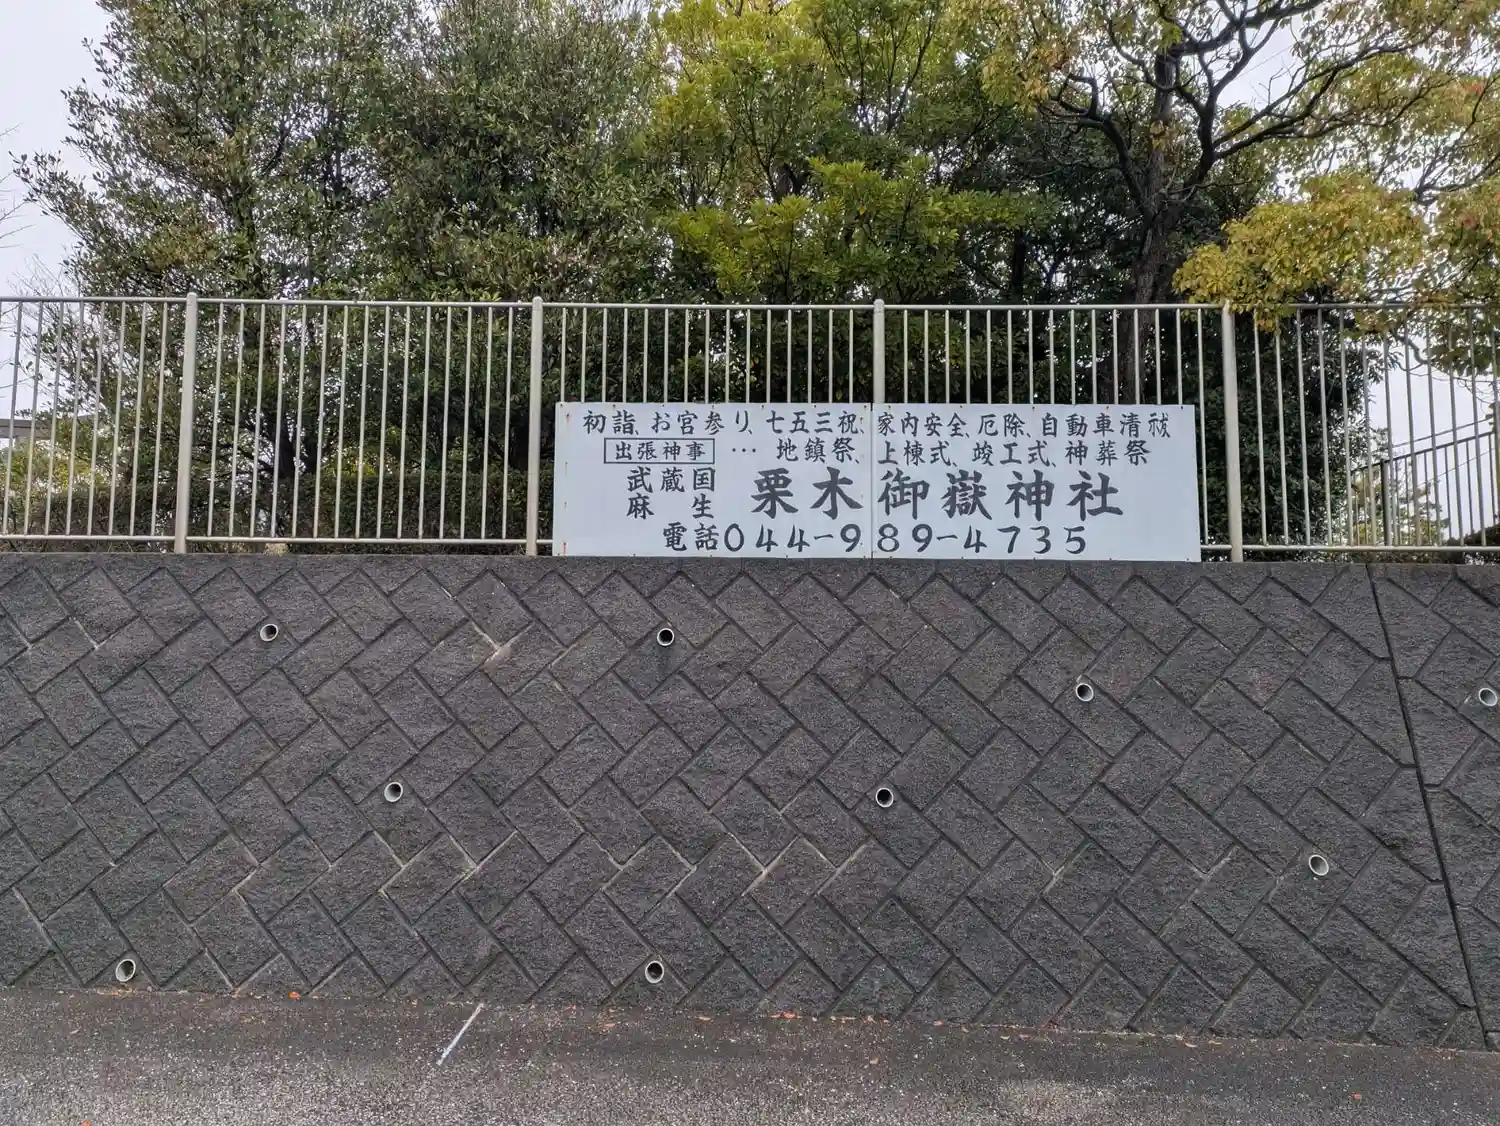 初詣、お宮参り、七五三祝、家内安全、厄除、自動車清祓
出張神事…地鎮祭、上棟式、竣工式、神葬祭
武蔵国
麻生
栗木御嶽神社
電話044-989-4735